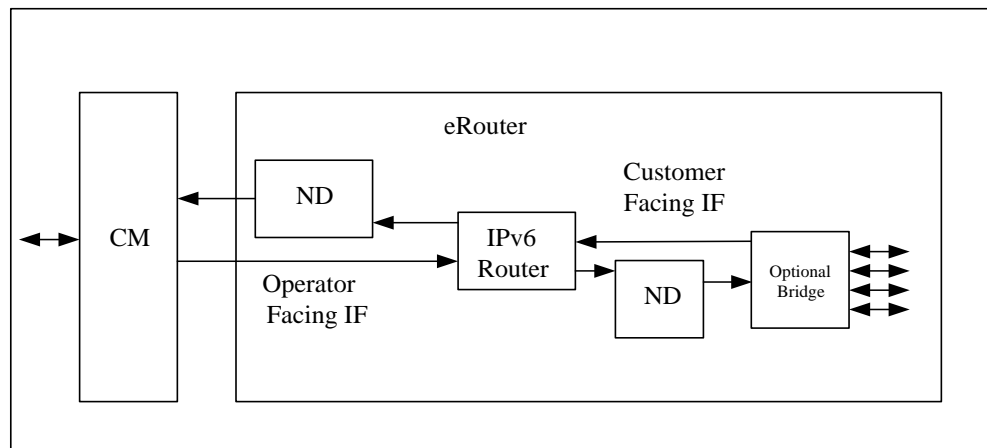 eRouter
Customer
Facing IF
ND
CM
IPv6
Router
Optional
Bridge
Operator
Facing IF
ND